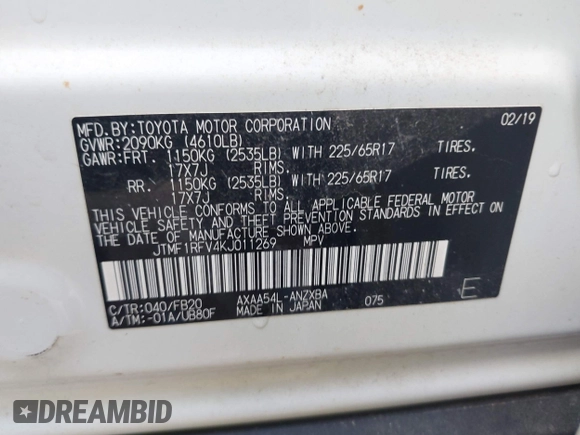 MFD.BY:TOYOTA MOTOR CORPORATION 02/19
GVWR:2090KG (4610LB)
GAWR:FRT. 1150KG (2535LB) WITH 225/65R17 TIRES.
17X7J RIMS.
RR. 1150KG (2535LB) WITH 225/65R17 TIRES.
17X7J RIMS.
THIS VEHICLE CONFORMS TO ALL APPLICABLE FEDERAL MOTOR
VEHICLE SAFETY AND THEFT PREVENTION STANDARDS IN EFFECT ON
THE DATE OF MANUFACTURE SHOWN ABOVE.
JTMF1RFV4KJ011269 MPV
C/TR:040/FB20 AXAA54L-ANZXBA 075 E
A/TM:-01A/UB80F MADE IN JAPAN
DREAMBID